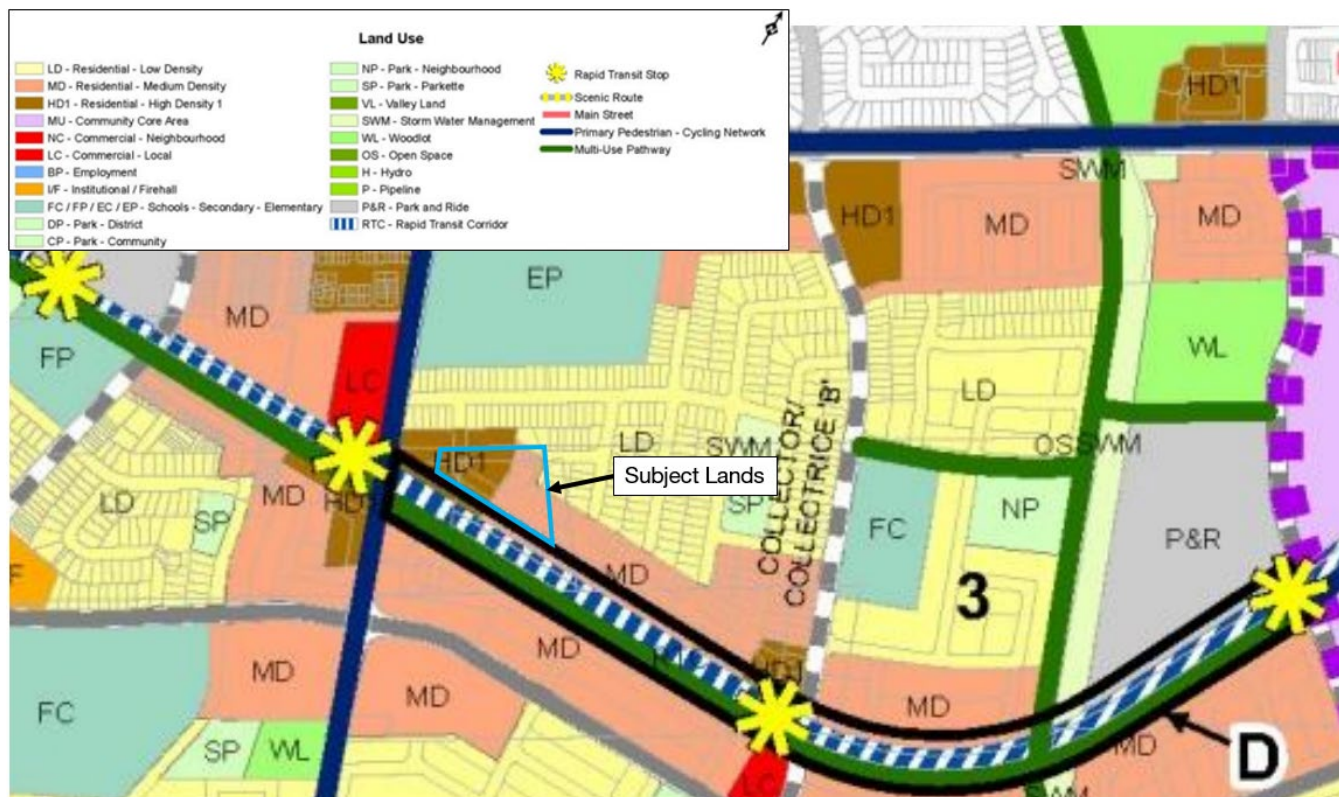 Land Use
LD - Residential - Low Density
MD - Residential - Medium Density
HD1 - Residential - High Density 1
MU - Community Core Area
NC - Commercial - Neighbourhood
LC - Commercial - Local
BP - Employment
I/F - Institutional / Firehall
FC / FP / EC / EP - Schools - Secondary - Elementary
DP - Park - District
CP - Park - Community
NP - Park - Neighbourhood
SP - Park - Parkette
VL - Valley Land
SWM - Storm Water Management
WL - Woodlot
OS - Open Space
H - Hydro
P - Pipeline
P&R - Park and Ride
RTC - Rapid Transit Corridor
Rapid Transit Stop
Scenic Route
Main Street
Primary Pedestrian - Cycling Network
Multi-Use Pathway
HD1
SWM
HD1
MD
MD
EP
MD
FP
LC
WL
LD
COLLECTOR/
COLLECTRICE 'B'
LD
SWM
OS
SWM
HD1
Subject Lands
MD
HD1
LD
SP
SP
FC
NP
P&R
MD
3
MD
HD1
MD
MD
MD
FC
SP
WL
MD
D
LC
SWM